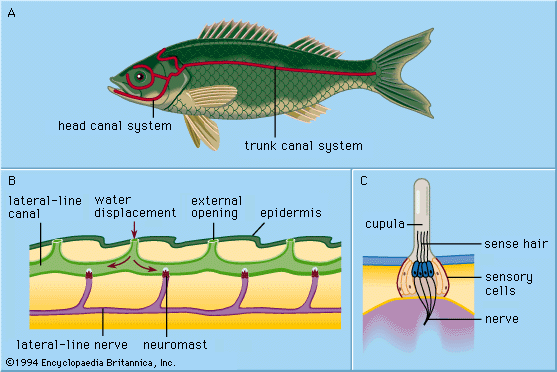 A
head canal system
trunk canal system
B
lateral-line
canal
water
displacement
external
opening
epidermis
lateral-line nerve
neuromast
©1994 Encyclopaedia Britannica, Inc.
C
cupula
sense hair
sensory
cells
nerve